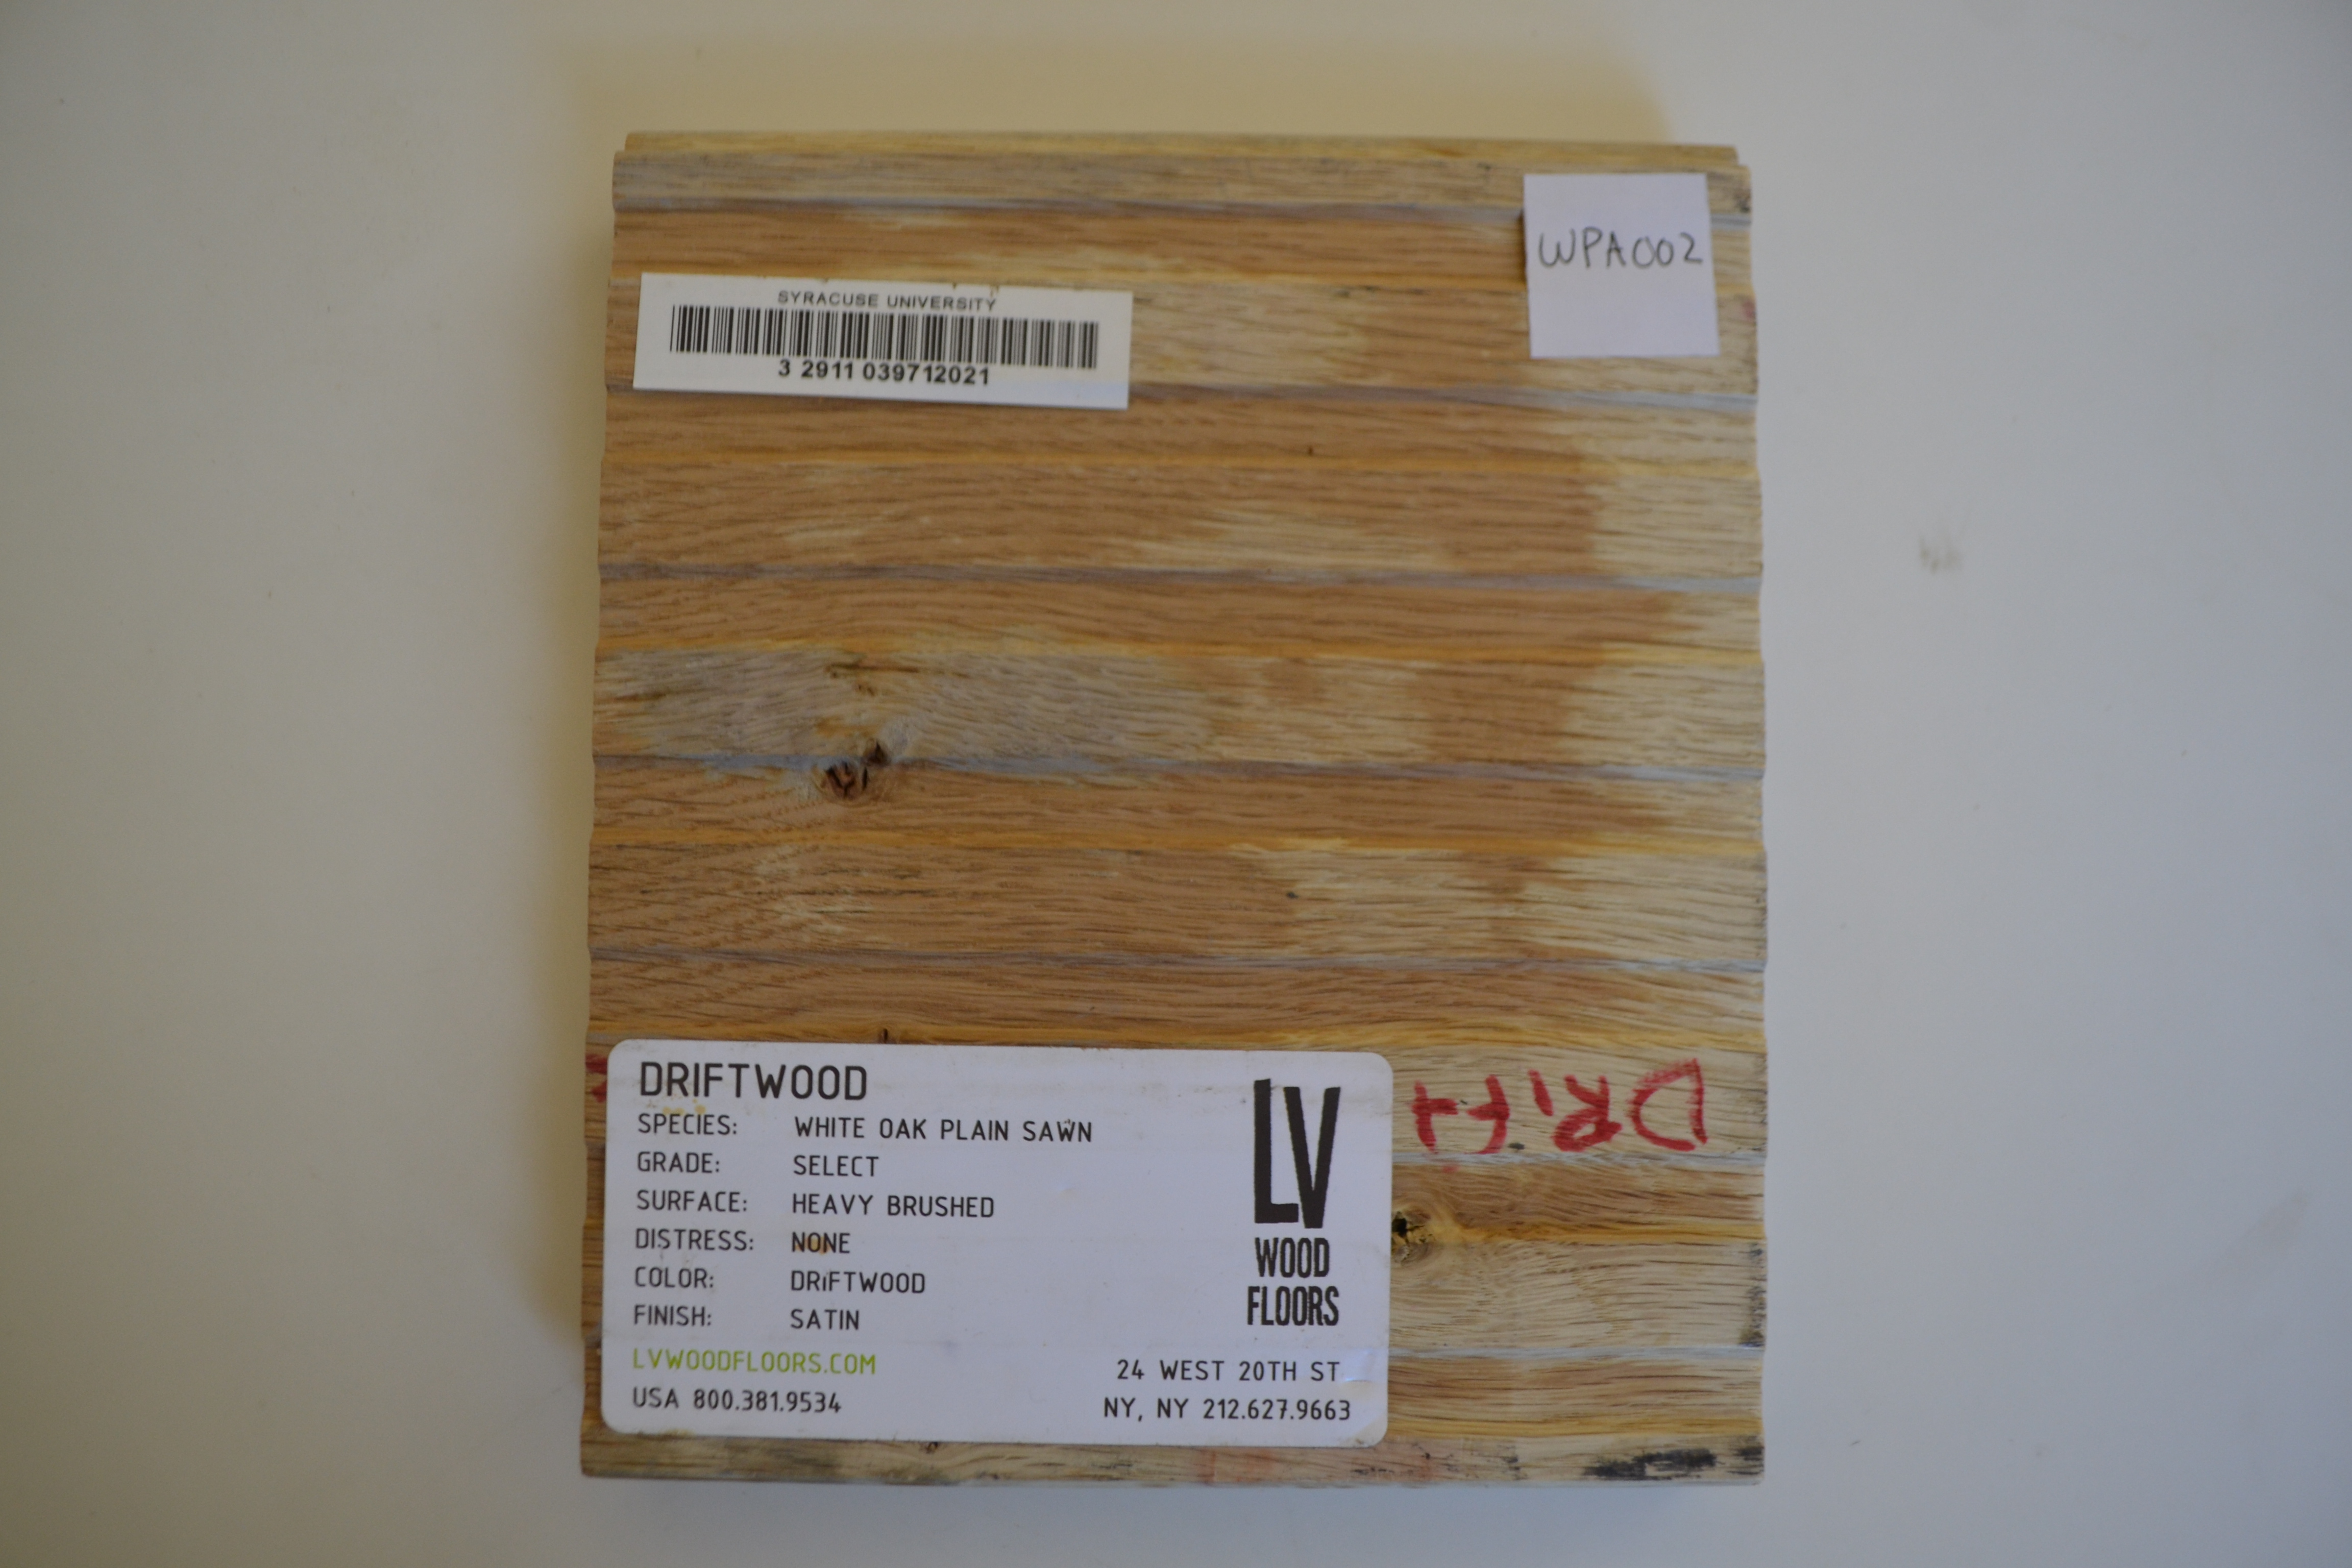 WPA002
SYRACUSE UNIVERSITY
3 2911 039712021
DRIFTWOOD
SPECIES: WHITE OAK PLAIN SAWN
GRADE: SELECT
SURFACE: HEAVY BRUSHED
DISTRESS: NONE
COLOR: DRIFTWOOD
FINISH: SATIN
LVWOODFLOORS.COM
USA 800.381.9534
LV
WOOD
FLOORS
24 WEST 20TH ST
NY, NY 212.627.9663
DRift